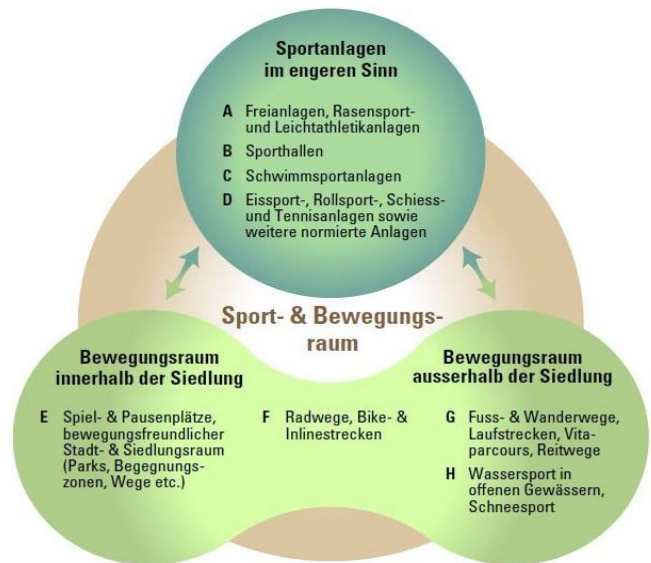 Sportanlagen
im engeren Sinn
A Freianlagen, Rasensport-
und Leichtathletikanlagen
B Sporthallen
C Schwimmsportanlagen
D Eissport-, Rollsport-, Schiess-
und Tennisanlagen sowie
weitere normierte Anlagen
Sport- & Bewegungs-
raum
Bewegungsraum
innerhalb der Siedlung
E Spiel- & Pausenplätze,
bewegungsfreundlicher
Stadt- & Siedlungsraum
(Parks, Begegnungs-
zonen, Wege etc.)
F Radwege, Bike- &
Inlinestrecken
Bewegungsraum
ausserhalb der Siedlung
G Fuss- & Wanderwege,
Laufstrecken, Vita-
parcours, Reitwege
H Wassersport in
offenen Gewässern,
Schneesport